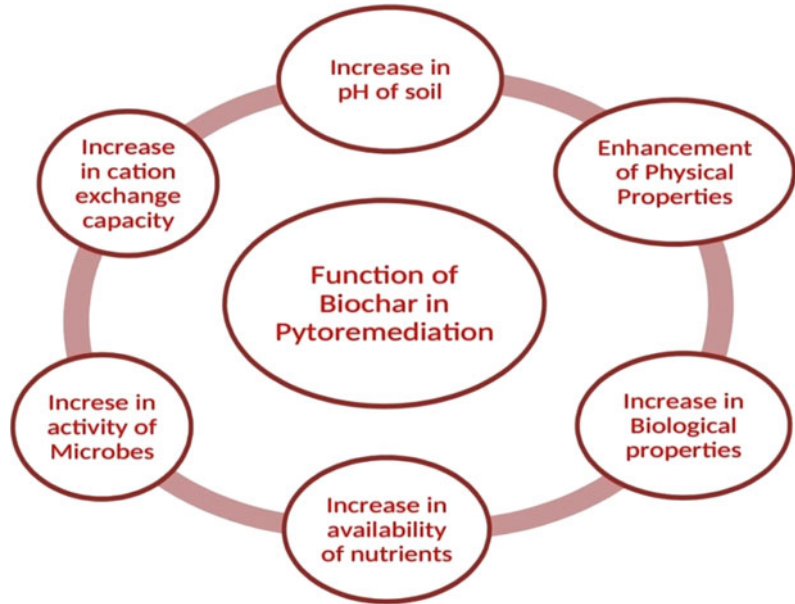 Increase in
pH of soil
Enhancement
of Physical
Properties
Increase in
Biological
properties
Increase in
availability
of nutrients
Increse in
activity of
Microbes
Increase
in cation
exchange
capacity
Function of
Biochar in
Pytoremediation